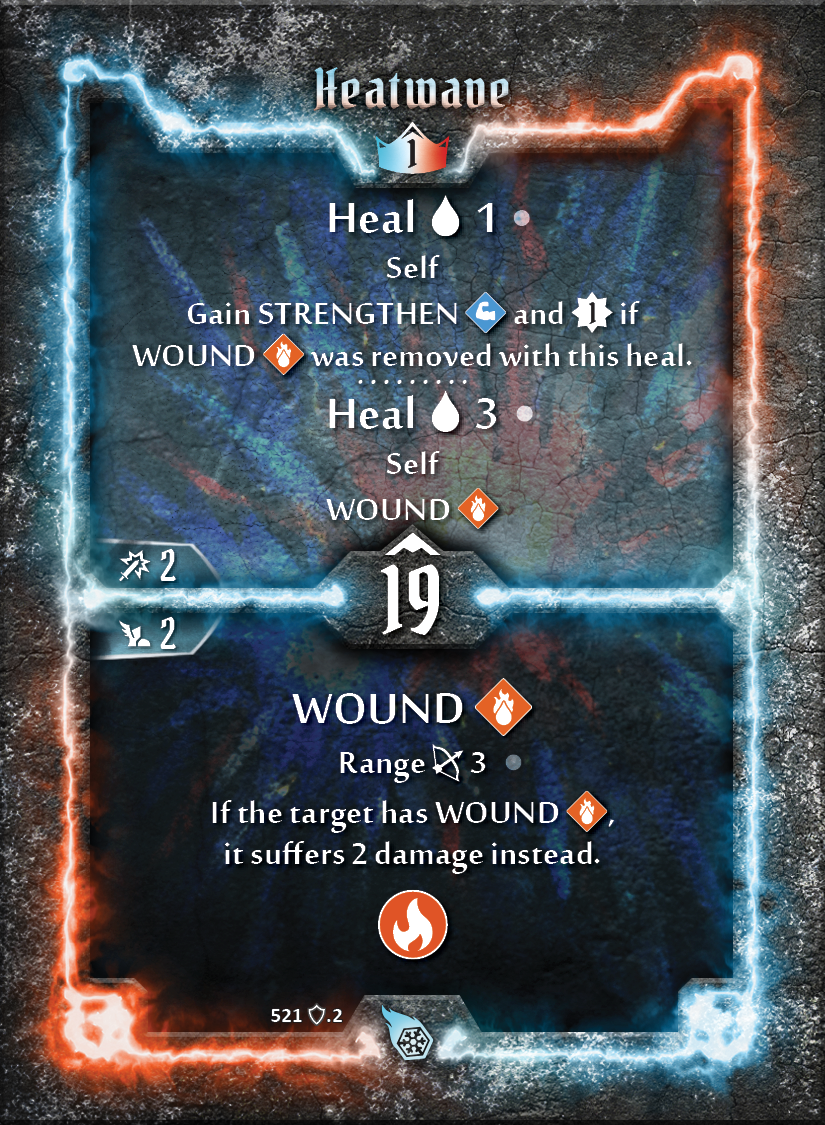 Heatwave
1
Heal 1
Self
Gain STRENGTHEN and 1 if
WOUND was removed with this heal.
Heal 3
Self
WOUND
2
19
2
WOUND
Range 3
If the target has WOUND ,
it suffers 2 damage instead.
521 .2